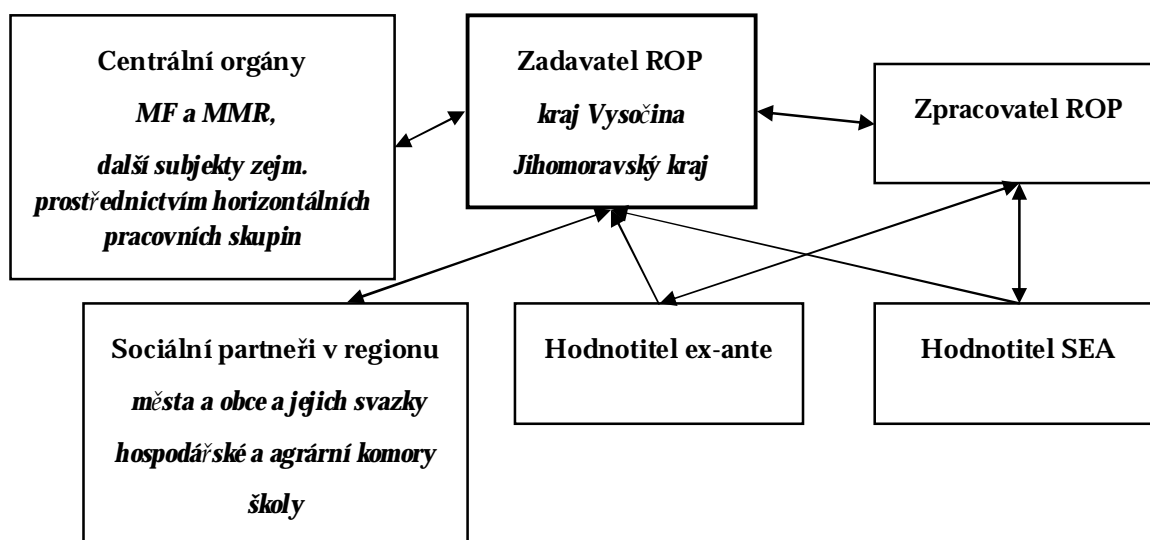 Centrální orgány
MF a MMR,
další subjekty zejm.
prostřednictvím horizontálních
pracovních skupin
Zadavatel ROP
kraj Vysočina
Jihomoravský kraj
Zpracovatel ROP
Sociální partneři v regionu
města a obce a jejich svazky
hospodářské a agrární komory
školy
Hodnotitel ex-ante
Hodnotitel SEA